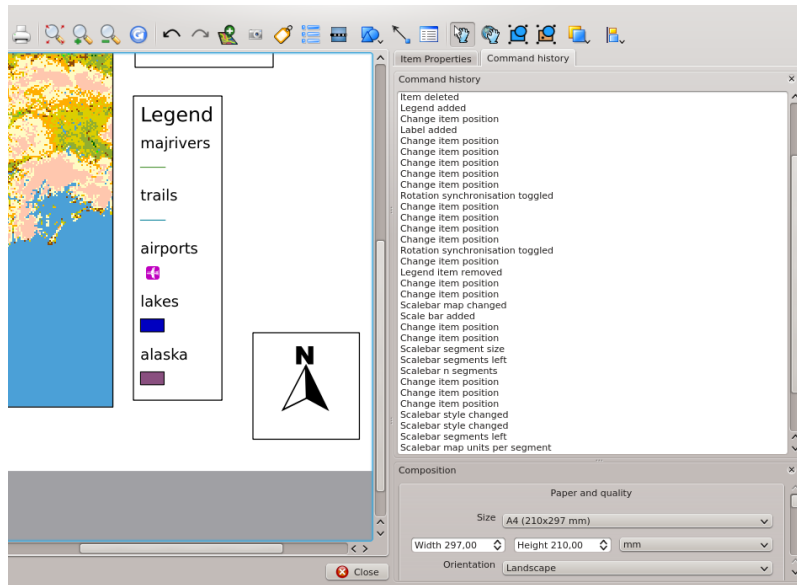 Item Properties
Command history
Command history
Item deleted
Legend added
Change item position
Label added
Change item position
Change item position
Change item position
Change item position
Change item position
Rotation synchronisation toggled
Change item position
Change item position
Change item position
Change item position
Rotation synchronisation toggled
Change item position
Legend item removed
Change item position
Change item position
Scalebar map changed
Scale bar added
Change item position
Change item position
Scalebar segment size
Scalebar segments left
Scalebar n segments
Change item position
Change item position
Change item position
Scalebar style changed
Scalebar style changed
Scalebar segments left
Scalebar map units per segment
Legend
majrivers
trails
airports
lakes
alaska
N
Composition
Paper and quality
Size A4 (210x297 mm)
Width 297,00 Height 210,00 mm
Orientation Landscape
Close